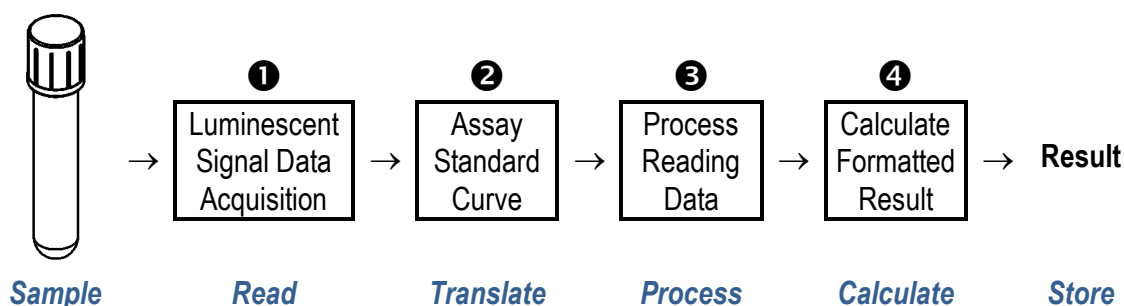 ❶ ❷ ❸ ❹
Luminescent
Signal Data
Acquisition
Assay
Standard
Curve
Process
Reading
Data
Calculate
Formatted
Result
→ → → → → Result
Sample Read Translate Process Calculate Store